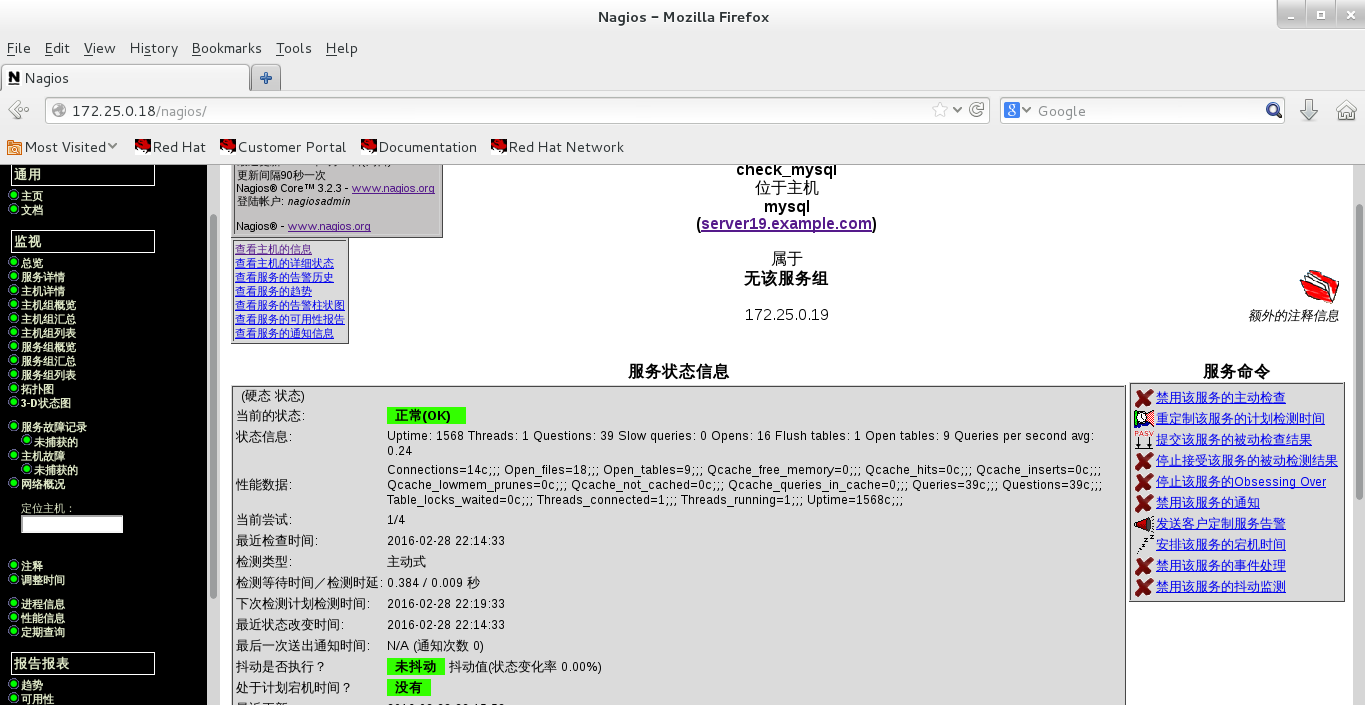 Nagios - Mozilla Firefox
File Edit View History Bookmarks Tools Help
N Nagios
172.25.0.18/nagios/
8 Google
Most Visited Red Hat Customer Portal Documentation Red Hat Network
通用
主页
文档
监视
总览
服务详情
主机详情
主机组概览
主机组汇总
主机组列表
服务组概览
服务组汇总
服务组列表
拓扑图
3-D状态图
服务故障记录
未捕获的
主机故障
未捕获的
网络概况
定位主机：
注释
调整时间
进程信息
性能信息
定期查询
报告报表
趋势
可用性
更新间隔90秒一次
Nagios® Core™ 3.2.3 - www.nagios.org
登陆帐户: nagiosadmin
Nagios® - www.nagios.org
查看主机的信息
查看主机的详细状态
查看服务的告警历史
查看服务的趋势
查看服务的告警柱状图
查看服务的可用性报告
查看服务的通知信息
check_mysql
位于主机
mysql
(server19.example.com)
属于
无该服务组
172.25.0.19
额外的注释信息
服务状态信息
(硬态 状态)
当前的状态: 正常(OK)
状态信息: Uptime: 1568 Threads: 1 Questions: 39 Slow queries: 0 Opens: 16 Flush tables: 1 Open tables: 9 Queries per second avg:
0.24
性能数据: Connections=14c;;; Open_files=18;;; Open_tables=9;;; Qcache_free_memory=0;;; Qcache_hits=0c;;; Qcache_inserts=0c;;;
Qcache_lowmem_prunes=0c;;; Qcache_not_cached=0c;;; Qcache_queries_in_cache=0;;; Queries=39c;;; Questions=39c;;;
Table_locks_waited=0c;;; Threads_connected=1;;; Threads_running=1;;; Uptime=1568c;;;
当前尝试: 1/4
最近检查时间: 2016-02-28 22:14:33
检测类型: 主动式
检测等待时间／检测时延: 0.384 / 0.009 秒
下次检测计划检测时间: 2016-02-28 22:19:33
最近状态改变时间: 2016-02-28 22:14:33
最后一次送出通知时间: N/A (通知次数 0)
抖动是否执行？ 未抖动 抖动值(状态变化率 0.00%)
处于计划宕机时间？ 没有
服务命令
禁用该服务的主动检查
重定制该服务的计划检测时间
PASV 提交该服务的被动检查结果
停止接受该服务的被动检测结果
停止该服务的Obsessing Over
禁用该服务的通知
发送客户定制服务告警
安排该服务的宕机时间
禁用该服务的事件处理
禁用该服务的抖动监测